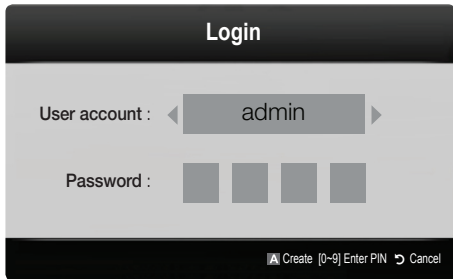 Login
User account : admin
Password :
A Create [0~9] Enter PIN Cancel